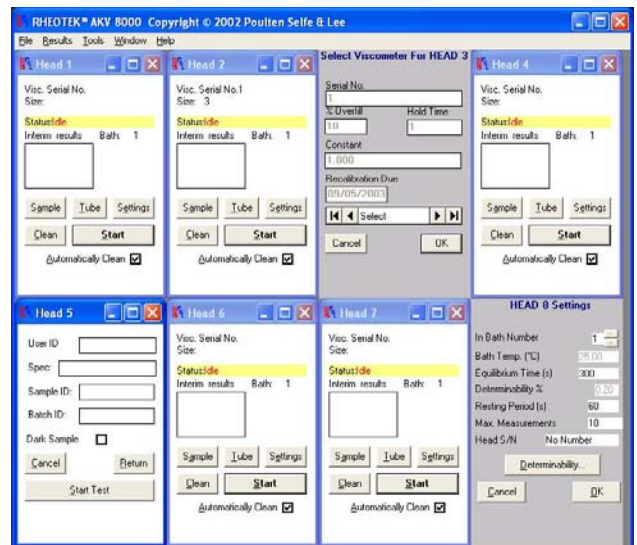 RHEOTEK™ AKV 8000 Copyright © 2002 Poulten Selfe & Lee
File Results Tools Window Help
Head 1
Visc. Serial No.
Size:
Status:Idle
Interim results Bath: 1
Sample Tube Settings
Clean Start
Automatically Clean
Head 2
Visc. Serial No.1
Size: 3
Status:Idle
Interim results Bath: 1
Sample Tube Settings
Clean Start
Automatically Clean
Select Viscometer For HEAD 3
Serial No.
1
% Overfill Hold Time
10 1
Constant
1.000
Recalibration Due
09/05/2003
Select
Cancel OK
Head 4
Visc. Serial No.
Size:
Status:Idle
Interim results Bath: 1
Sample Tube Settings
Clean Start
Automatically Clean
Head 5
User ID
Spec:
Sample ID:
Batch ID:
Dark Sample
Cancel Return
Start Test
Head 6
Visc. Serial No.
Size:
Status:Idle
Interim results Bath: 1
Sample Tube Settings
Clean Start
Automatically Clean
Head 7
Visc. Serial No.
Size:
Status:Idle
Interim results Bath: 1
Sample Tube Settings
Clean Start
Automatically Clean
HEAD 8 Settings
In Bath Number 1
Bath Temp. (°C) 25.00
Equilibrium Time (s) 300
Determinability % 0.20
Resting Period (s) 60
Max. Measurements 10
Head S/N No Number
Determinability...
Cancel OK